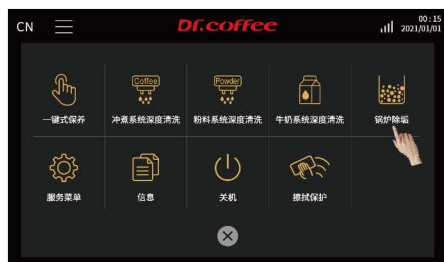 CN
Dr.coffee
00:15
2021/01/01
Coffee
Powder
一键式保养
冲煮系统深度清洗
粉料系统深度清洗
牛奶系统深度清洗
锅炉除垢
服务菜单
信息
关机
擦拭保护